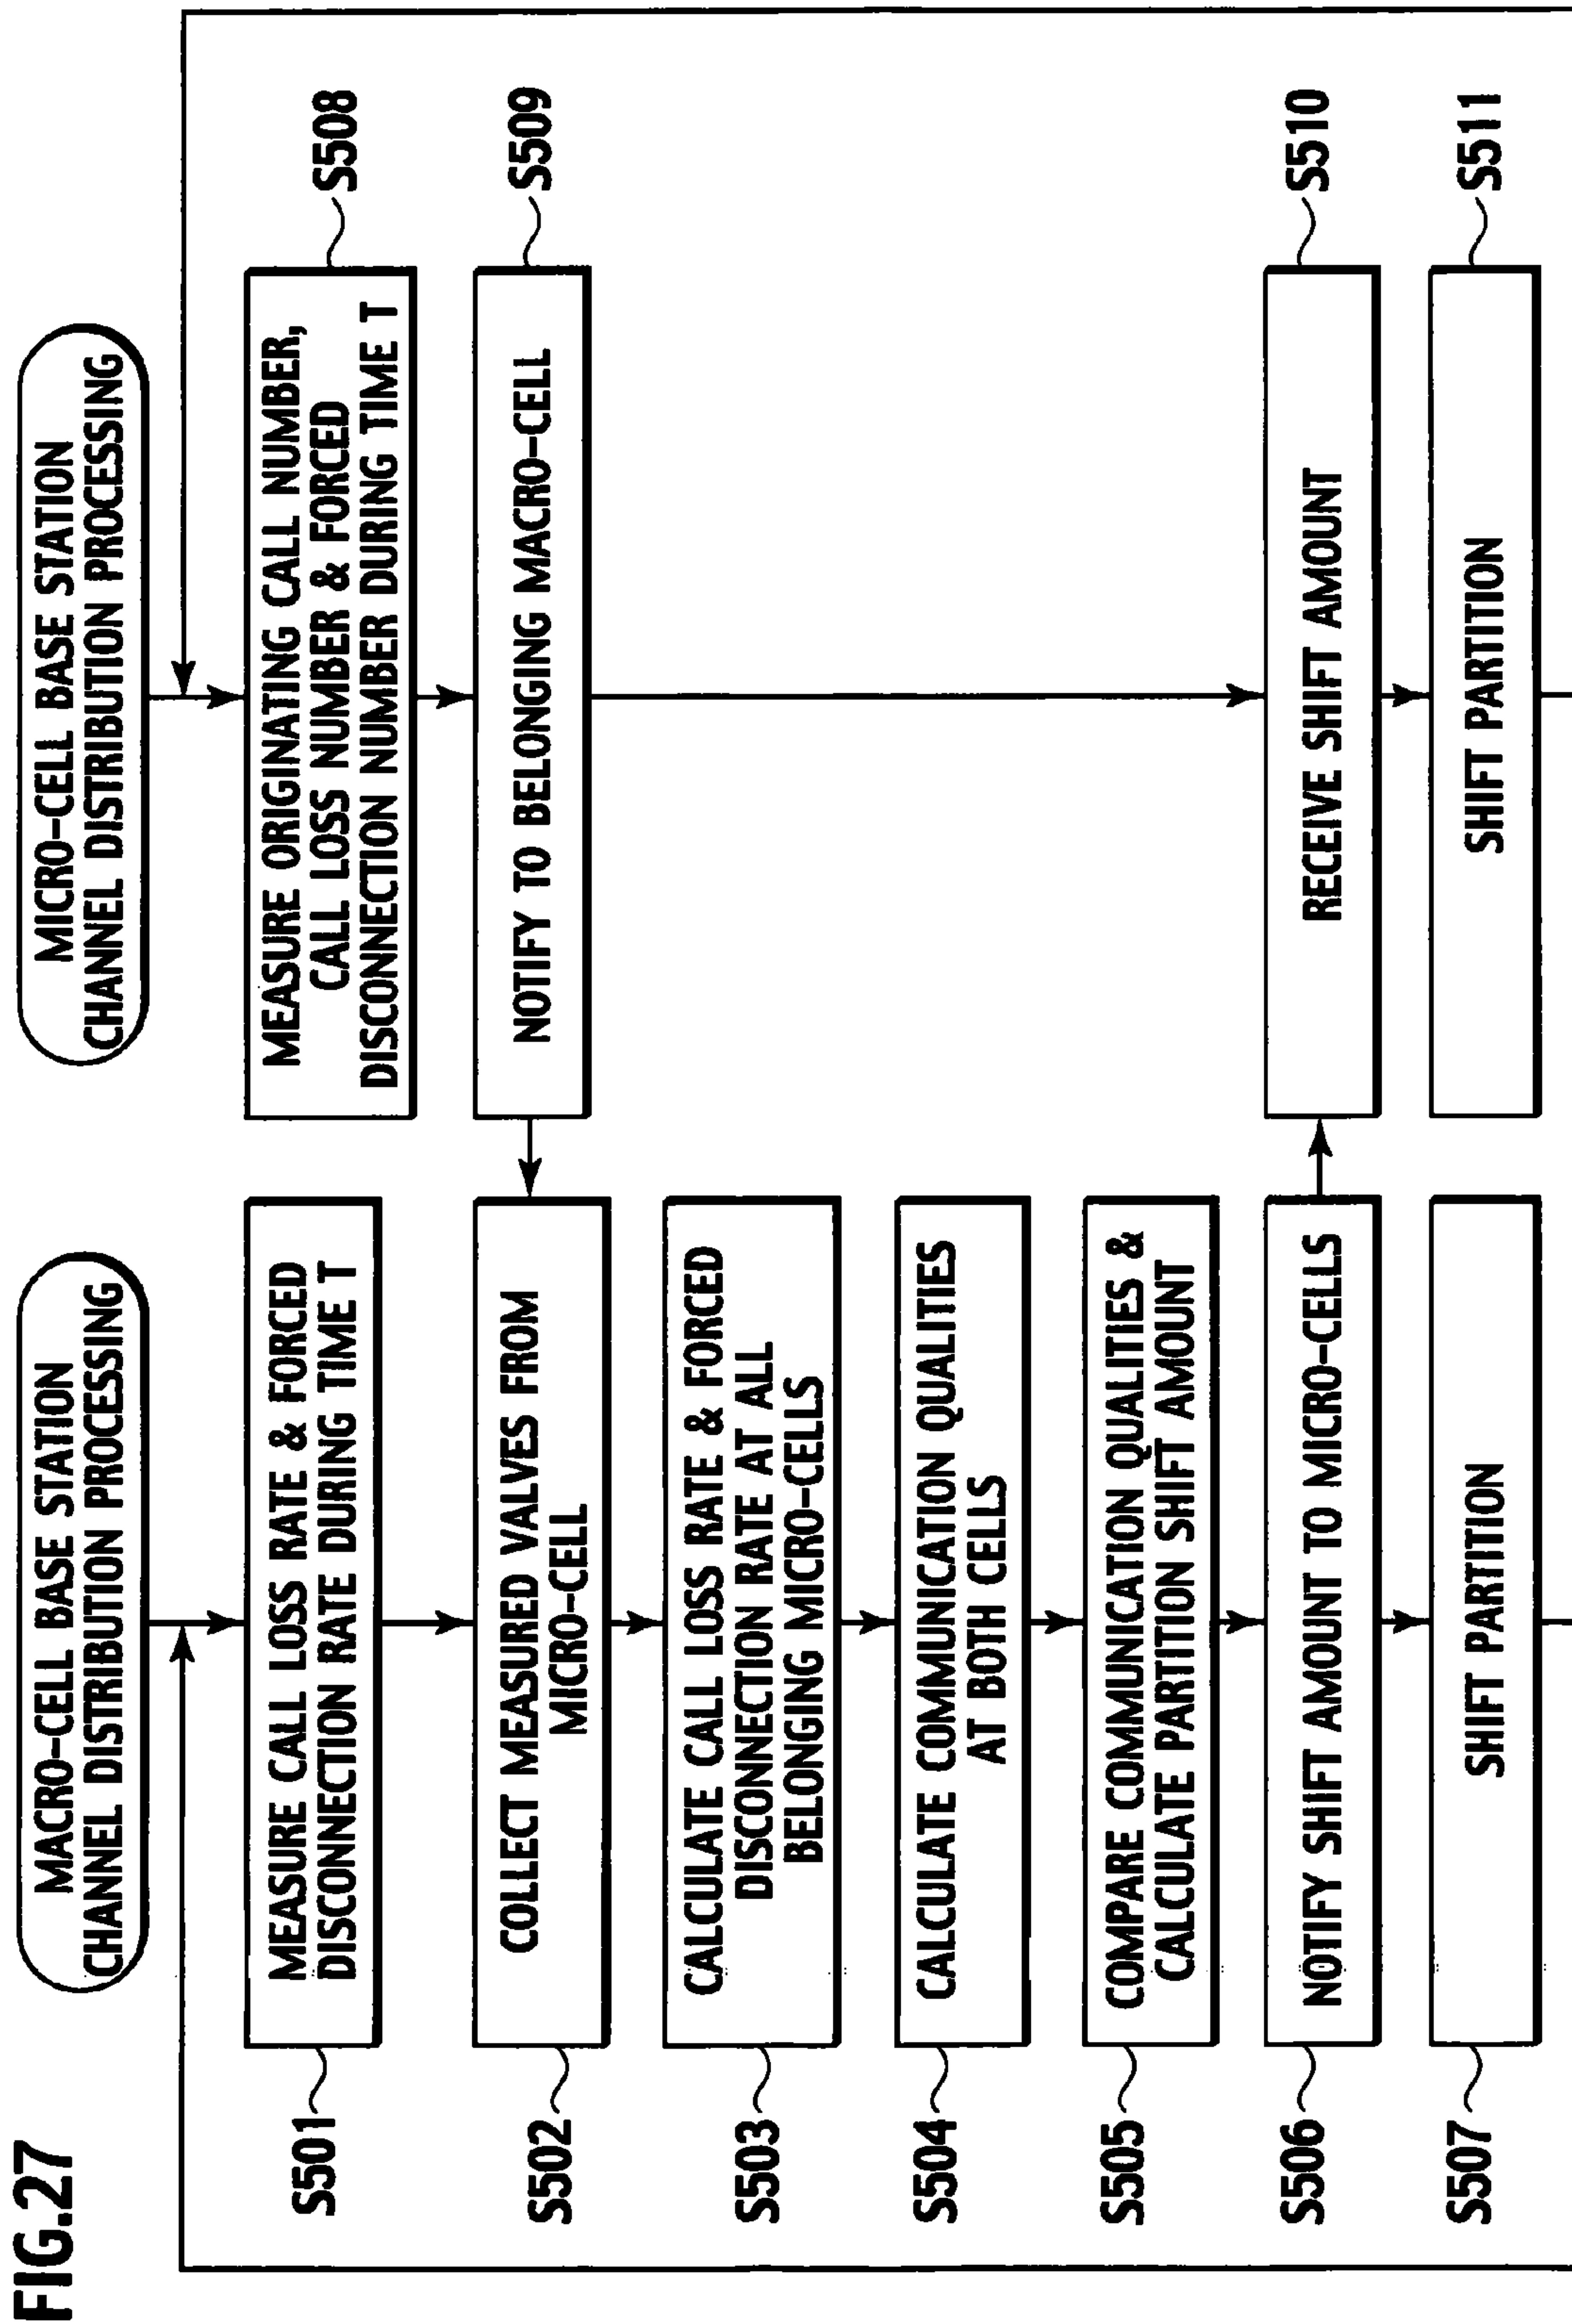 FIG.27
MACRO-CELL BASE STATION
CHANNEL DISTRIBUTION PROCESSING
S501
MEASURE CALL LOSS RATE & FORCED
DISCONNECTION RATE DURING TIME T
S502
COLLECT MEASURED VALVES FROM
MICRO-CELL
S503
CALCULATE CALL LOSS RATE & FORCED
DISCONNECTION RATE AT ALL
BELONGING MICRO-CELLS
S504
CALCULATE COMMUNICATION QUALITIES
AT BOTH CELLS
S505
COMPARE COMMUNICATION QUALITIES &
CALCULATE PARTITION SHIFT AMOUNT
S506
NOTIFY SHIFT AMOUNT TO MICRO-CELLS
S507
SHIFT PARTITION
MICRO-CELL BASE STATION
CHANNEL DISTRIBUTION PROCESSING
MEASURE ORIGINATING CALL NUMBER,
CALL LOSS NUMBER & FORCED
DISCONNECTION NUMBER DURING TIME T
S508
NOTIFY TO BELONGING MACRO-CELL
S509
RECEIVE SHIFT AMOUNT
S510
SHIFT PARTITION
S511